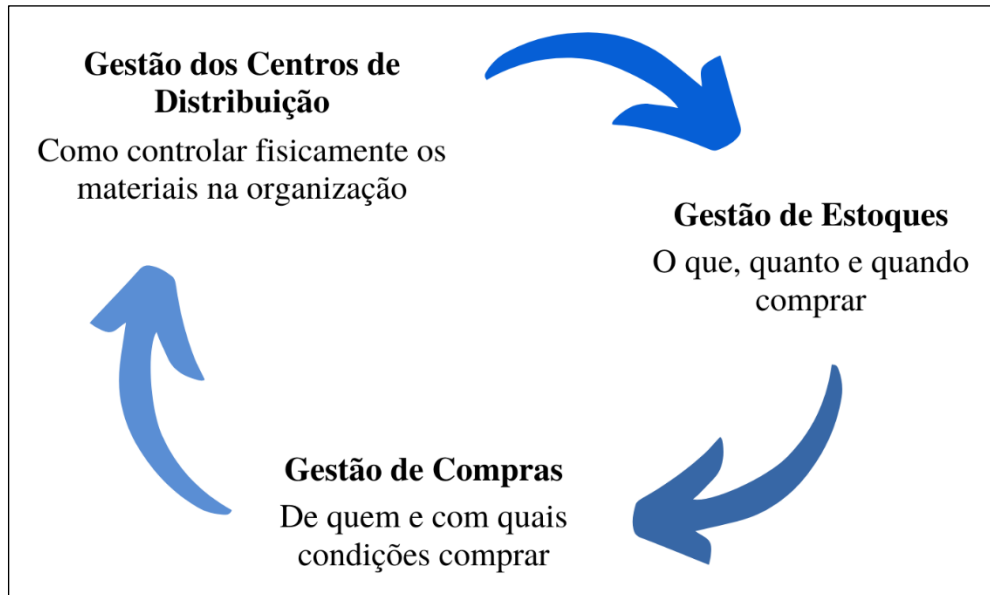 Gestão dos Centros de
Distribuição
Como controlar fisicamente os
materiais na organização
Gestão de Estoques
O que, quanto e quando
comprar
Gestão de Compras
De quem e com quais
condições comprar